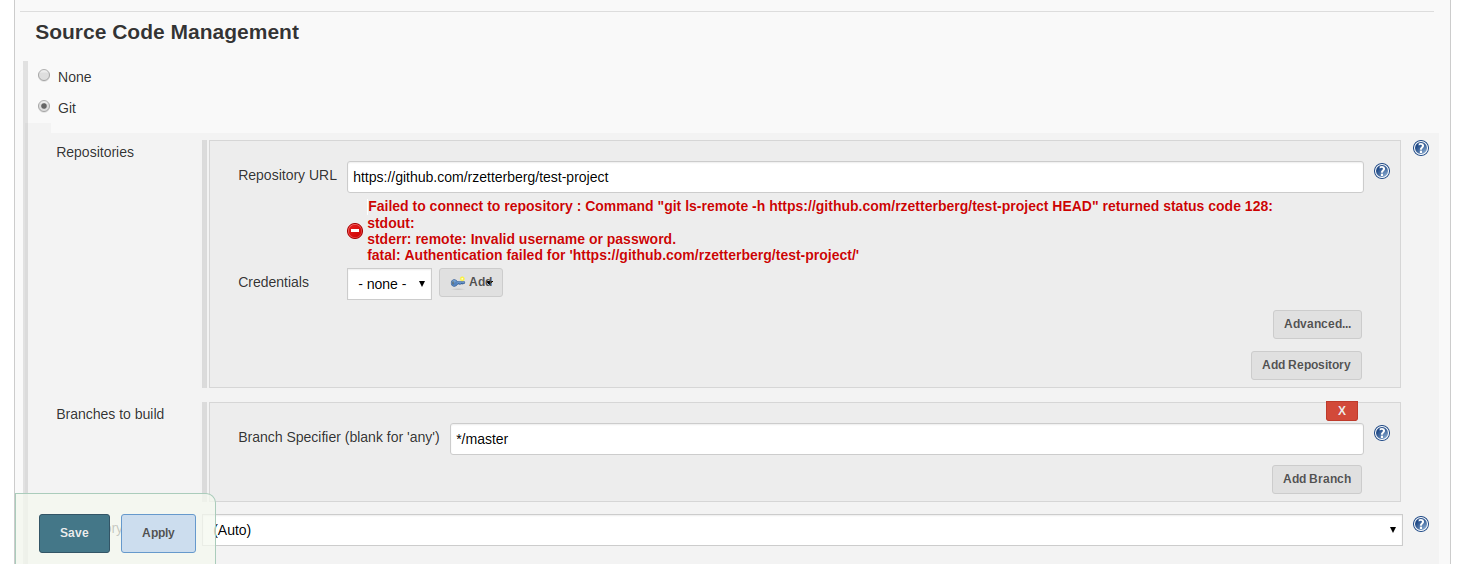 Source Code Management
None
Git
Repositories
Repository URL https://github.com/rzetterberg/test-project
Failed to connect to repository : Command "git ls-remote -h https://github.com/rzetterberg/test-project HEAD" returned status code 128:
stdout:
stderr: remote: Invalid username or password.
fatal: Authentication failed for 'https://github.com/rzetterberg/test-project/'
Credentials - none - Add
Advanced...
Add Repository
Branches to build
X
Branch Specifier (blank for 'any') */master
Add Branch
Save Apply (Auto)